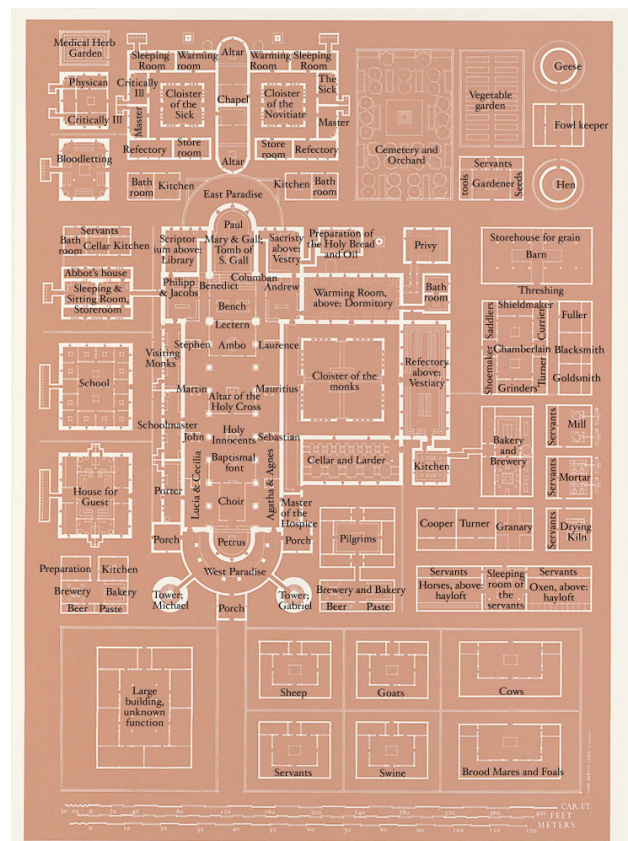 Medical Herb
Garden
Sleeping
Room
Warming
room
Altar
Warming
Room
Sleeping
Room
Physican
Critically
Ill
Cloister
of the
Sick
Chapel
Cloister
of the
Novitiate
The
Sick
Critically Ill
Master
Master
Bloodletting
Refectory
Store
room
Altar
Store
room
Refectory
Bath
room
Kitchen
Kitchen
Bath
room
East Paradise
Cemetery and
Orchard
Vegetable
garden
Geese
Fowl keeper
Servants
tools
Gardener
Seeds
Hen
Servants
Bath
room
Cellar
Kitchen
Abbot's house
Sleeping &
Sitting Room,
Storeroom
Paul
Scriptor
ium above:
Library
Mary & Gall;
Tomb of
S. Gall
Sacristy
above:
Vestry
Preparation of
the Holy Bread
and Oil
Privy
Storehouse for grain
Barn
Threshing
Philipp
& Jacobs
Benedict
Columban
Andrew
Bench
Lectern
Warming Room,
above: Dormitory
Bath
room
Stephen
Ambo
Laurence
Visiting
Monks
School
Martin
Altar of the
Holy Cross
Mauritius
Cloister of the
monks
Refectory
above:
Vestiary
Saddlers
Shieldmaker
Currier
Fuller
Shoemaker
Chamberlain
Turner
Blacksmith
Grinders
Goldsmith
Schoolmaster
John
Holy
Innocents
Sebastian
Baptismal
font
Lucia & Cecilia
Agatha & Agnes
Cellar and Larder
Kitchen
Bakery
and
Brewery
Servants
Mill
Servants
Mortar
House for
Guest
Porter
Choir
Master
of the
Hospice
Cooper
Turner
Granary
Servants
Drying
Kiln
Porch
Petrus
Porch
Pilgrims
West Paradise
Preparation
Kitchen
Brewery
Bakery
Beer
Paste
Tower;
Michael
Porch
Tower;
Gabriel
Brewery and Bakery
Beer
Paste
Servants
Horses, above:
hayloft
Sleeping
room of
the
servants
Servants
Oxen, above:
hayloft
Large
building,
unknown
function
Sheep
Goats
Cows
Servants
Swine
Brood Mares and Foals
CAR. FT.
FEET
METERS